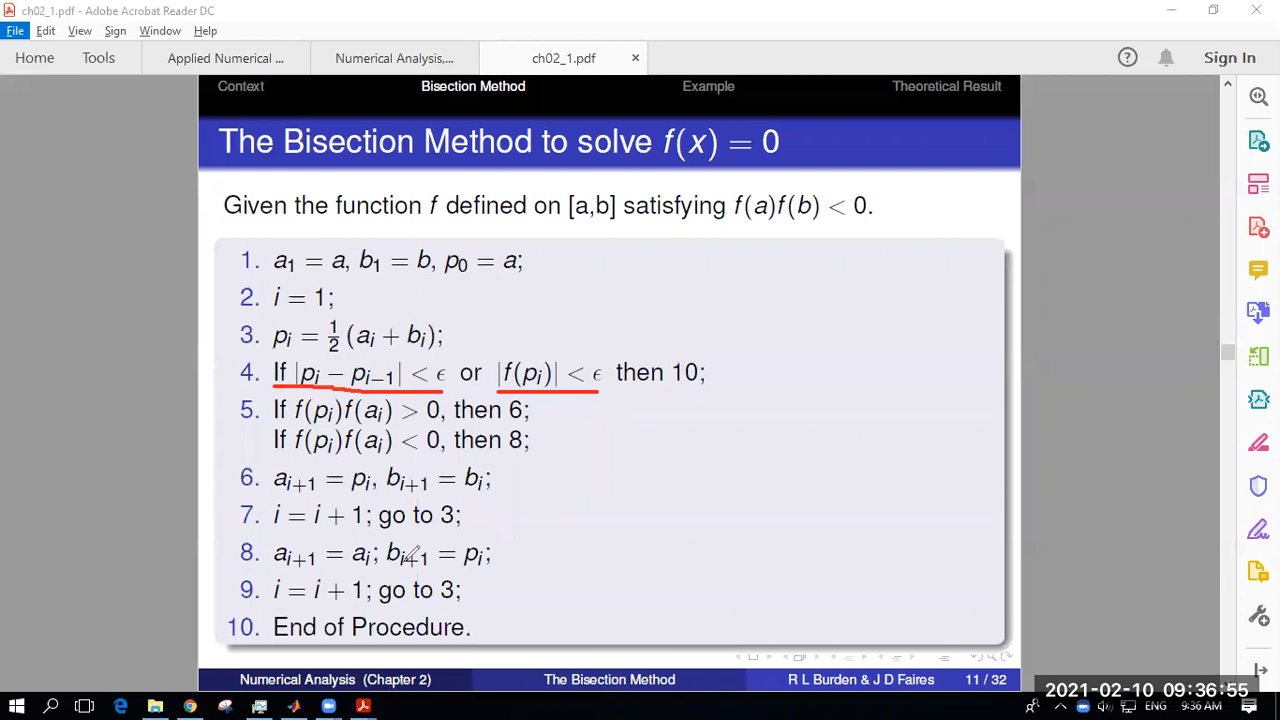 ch02_1.pdf - Adobe Acrobat Reader DC
File Edit View Sign Window Help
Home Tools Applied Numerical ... Numerical Analysis,... ch02_1.pdf × Sign In
Context Bisection Method Example Theoretical Result
The Bisection Method to solve f(x) = 0
Given the function f defined on [a,b] satisfying f(a)f(b) < 0.
1. a₁ = a, b₁ = b, p₀ = a;
2. i = 1;
3. pᵢ = ½ (aᵢ + bᵢ);
4. If |pᵢ − pᵢ₋₁| < ϵ or |f(pᵢ)| < ϵ then 10;
5. If f(pᵢ)f(aᵢ) > 0, then 6;
If f(pᵢ)f(aᵢ) < 0, then 8;
6. aᵢ₊₁ = pᵢ, bᵢ₊₁ = bᵢ;
7. i = i + 1; go to 3;
8. aᵢ₊₁ = aᵢ; bᵢ₊₁ = pᵢ;
9. i = i + 1; go to 3;
10. End of Procedure.
Numerical Analysis (Chapter 2) The Bisection Method R L Burden & J D Faires 11 / 32
2021-02-10 09:36:55
ENG 9:36 AM